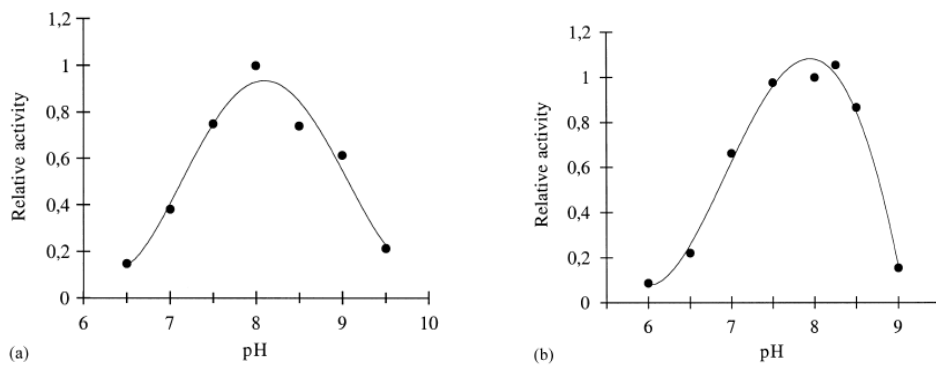 1,2
1
0,8
0,6
0,4
0,2
0
Relative activity
6 7 8 9 10
pH
(a)
1,2
1
0,8
0,6
0,4
0,2
0
Relative activity
6 7 8 9
pH
(b)